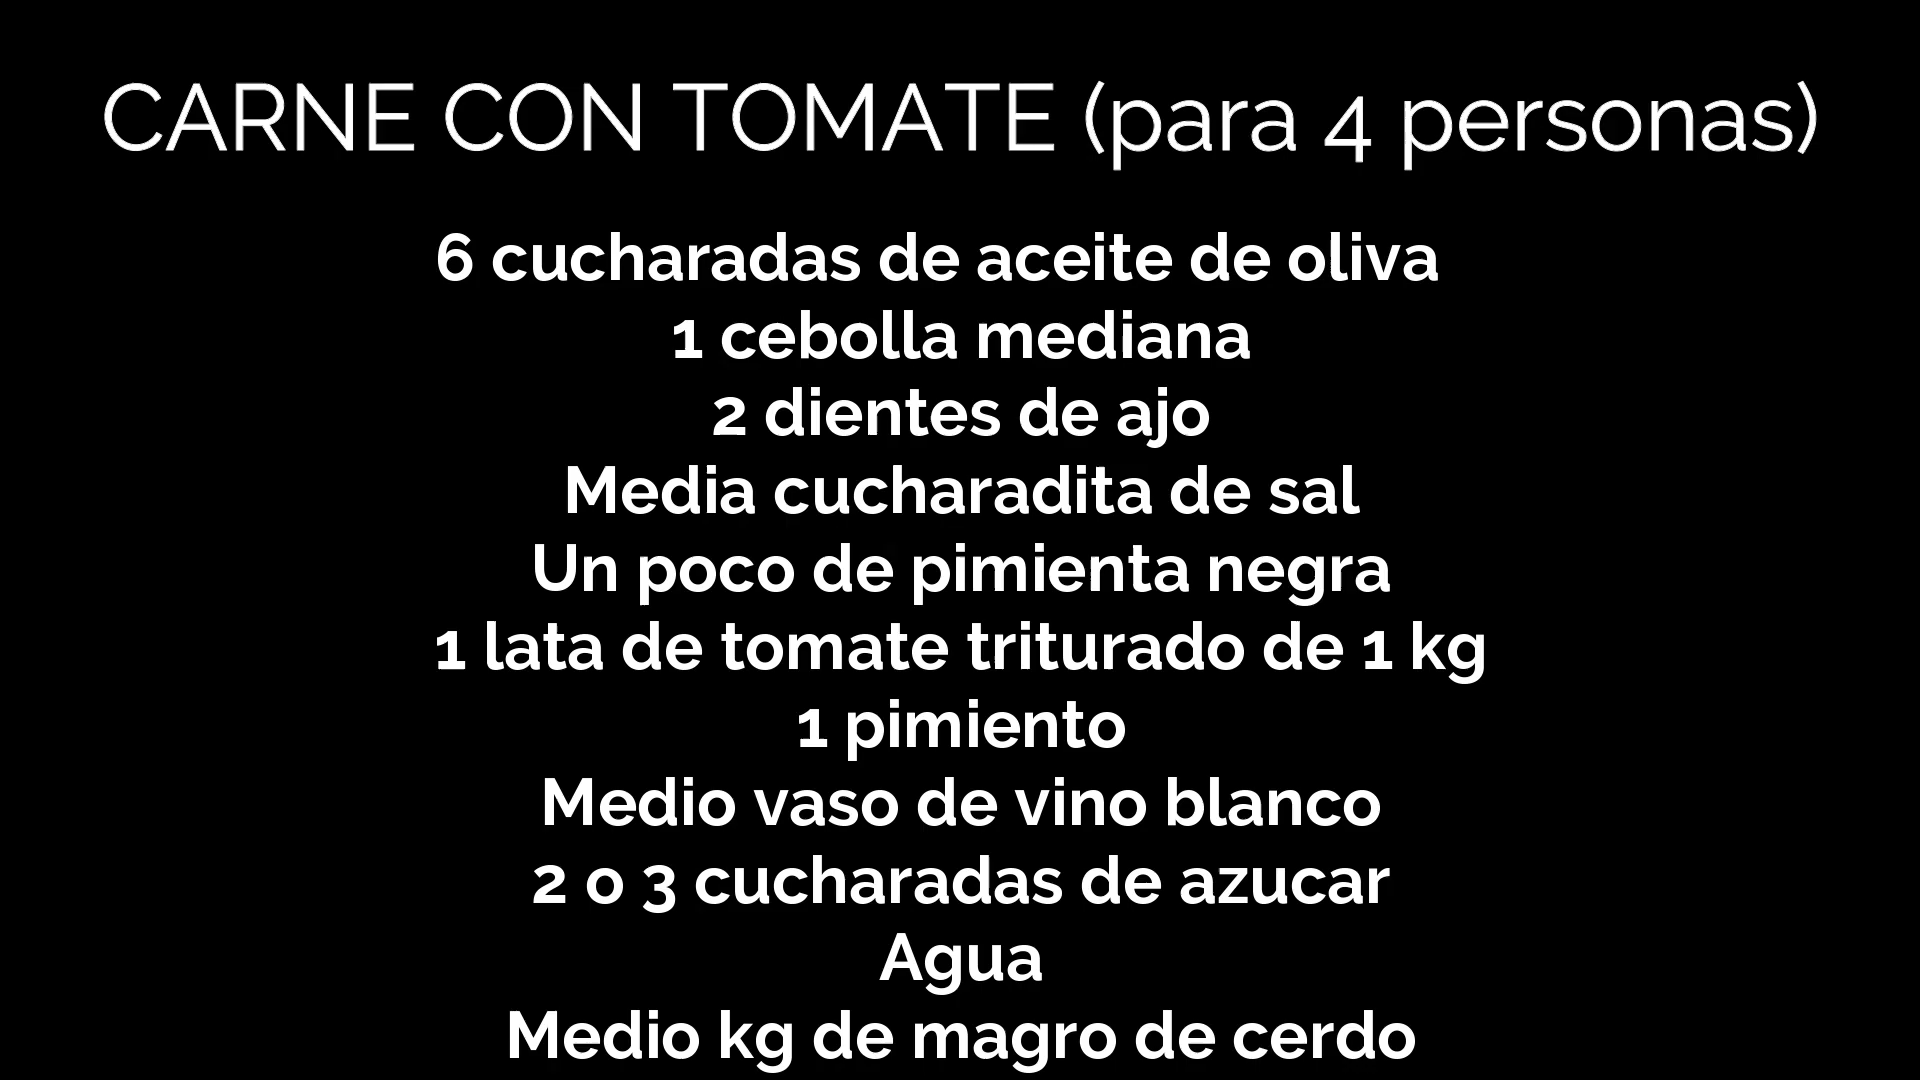 CARNE CON TOMATE (para 4 personas)
6 cucharadas de aceite de oliva
1 cebolla mediana
2 dientes de ajo
Media cucharadita de sal
Un poco de pimienta negra
1 lata de tomate triturado de 1 kg
1 pimiento
Medio vaso de vino blanco
2 o 3 cucharadas de azucar
Agua
Medio kg de magro de cerdo